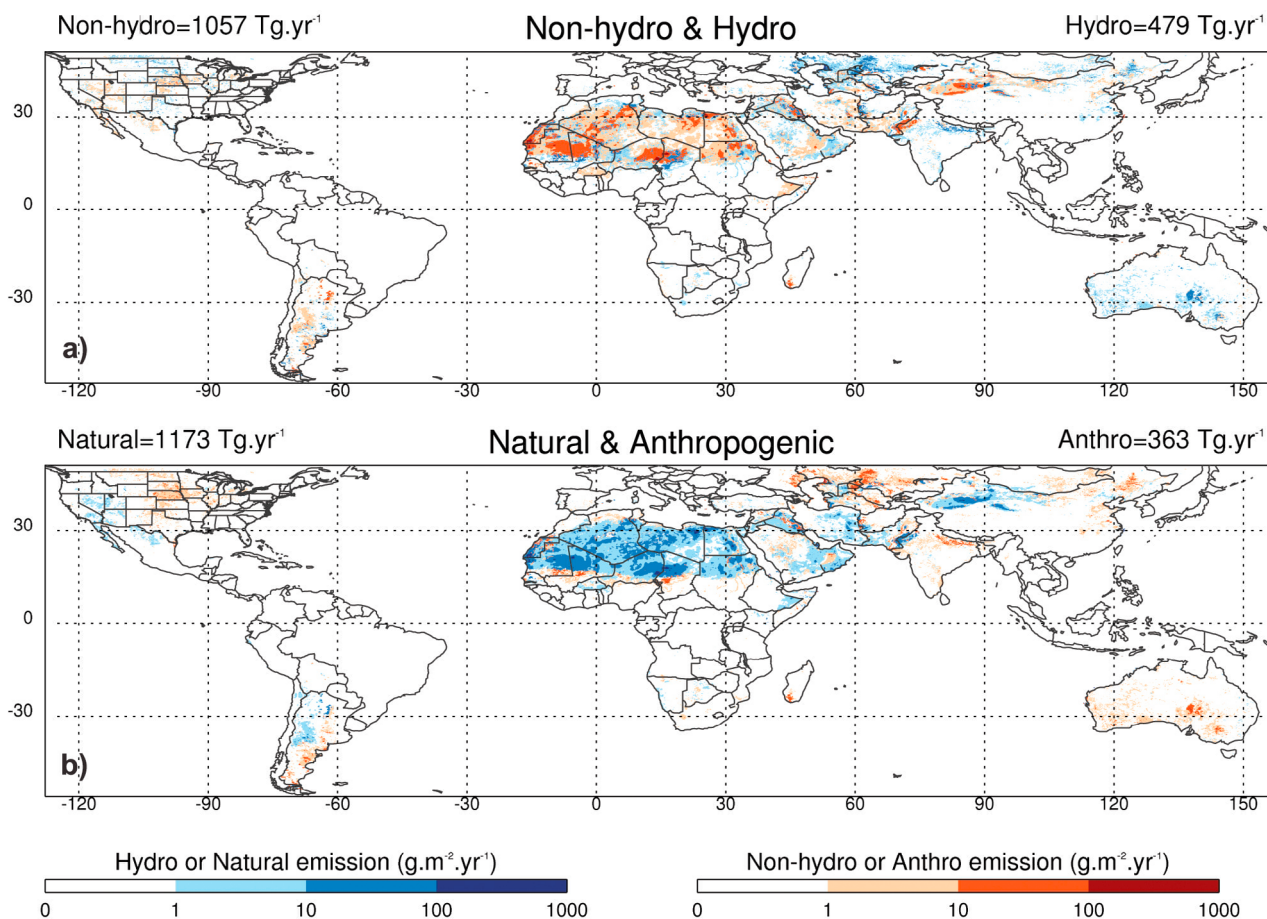 Non-hydro=1057 Tg.yr⁻¹ Non-hydro & Hydro Hydro=479 Tg.yr⁻¹
30
0
-30
a)
-120 -90 -60 -30 0 30 60 90 120 150
Natural=1173 Tg.yr⁻¹ Natural & Anthropogenic Anthro=363 Tg.yr⁻¹
30
0
-30
b)
-120 -90 -60 -30 0 30 60 90 120 150
Hydro or Natural emission (g.m⁻².yr⁻¹) Non-hydro or Anthro emission (g.m⁻².yr⁻¹)
0 1 10 100 1000 0 1 10 100 1000